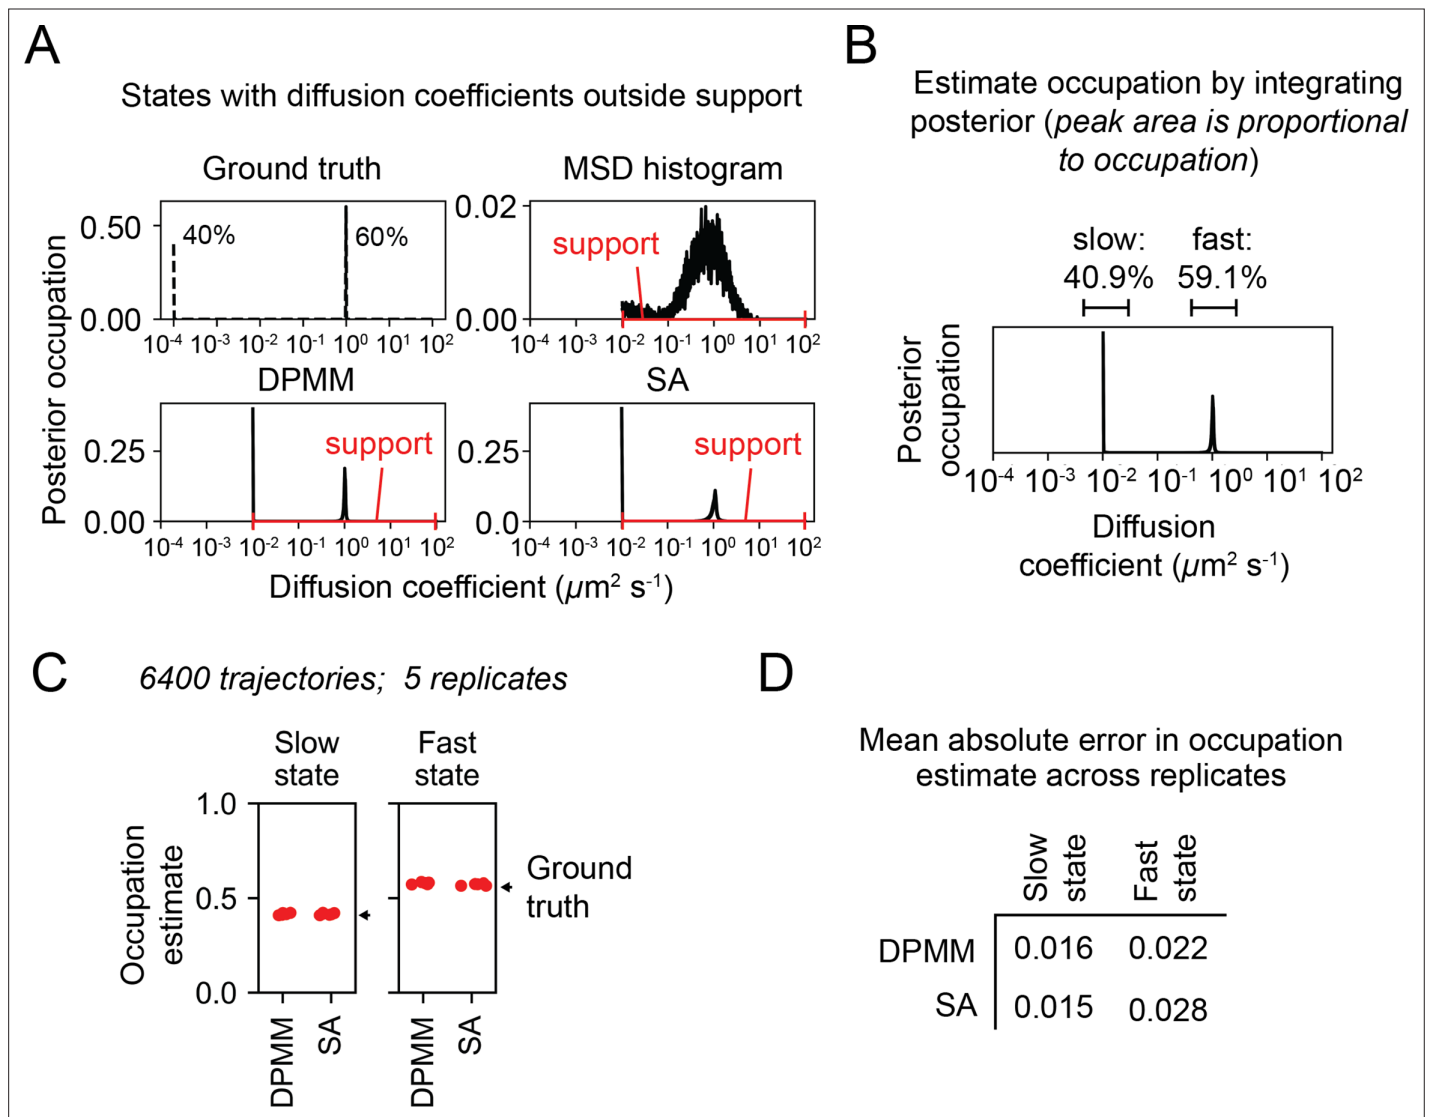 A
States with diffusion coefficients outside support
Ground truth
MSD histogram
Posterior occupation
0.50
0.00
40%
60%
10⁻⁴ 10⁻³ 10⁻² 10⁻¹ 10⁰ 10¹ 10²
0.02
0.00
support
10⁻⁴ 10⁻³ 10⁻² 10⁻¹ 10⁰ 10¹ 10²
DPMM
SA
0.25
0.00
support
10⁻⁴ 10⁻³ 10⁻² 10⁻¹ 10⁰ 10¹ 10²
0.25
0.0
support
10⁻⁴ 10⁻³ 10⁻² 10⁻¹ 10⁰ 10¹ 10²
Diffusion coefficient (µm² s⁻¹)
B
Estimate occupation by integrating
posterior (peak area is proportional
to occupation)
slow: fast:
40.9% 59.1%
Posterior
occupation
10⁻⁴ 10⁻³ 10⁻² 10⁻¹ 10⁰ 10¹ 10²
Diffusion
coefficient (µm² s⁻¹)
C
6400 trajectories; 5 replicates
Slow
state
Fast
state
Occupation
estimate
1.0
0.5
0.0
Ground
truth
DPMM
SA
DPMM
SA
D
Mean absolute error in occupation
estimate across replicates
Slow
state
Fast
state
DPMM 0.016 0.022
SA 0.015 0.028